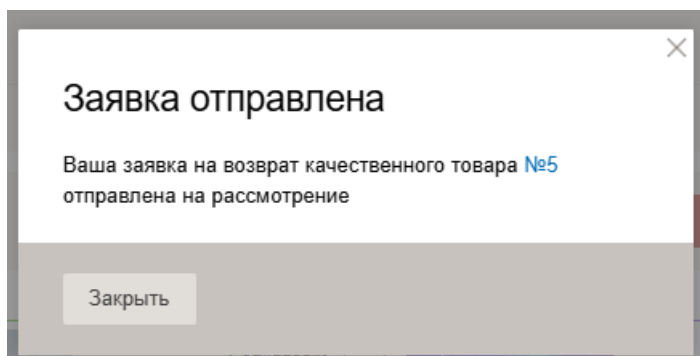 Заявка отправлена
Ваша заявка на возврат качественного товара №5
отправлена на рассмотрение
Закрыть